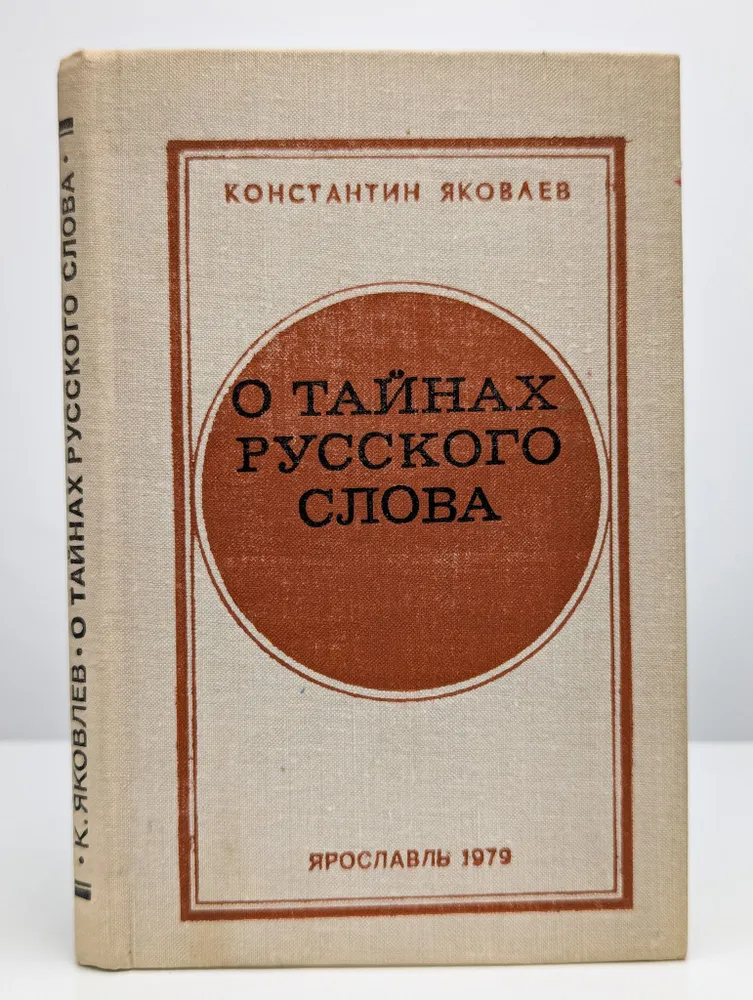 КОНСТАНТИН ЯКОВЛЕВ
О ТАЙНАХ
РУССКОГО
СЛОВА
ЯРОСЛАВЛЬ 1979
• К. ЯКОВЛЕВ • О ТАЙНАХ РУССКОГО СЛОВА •